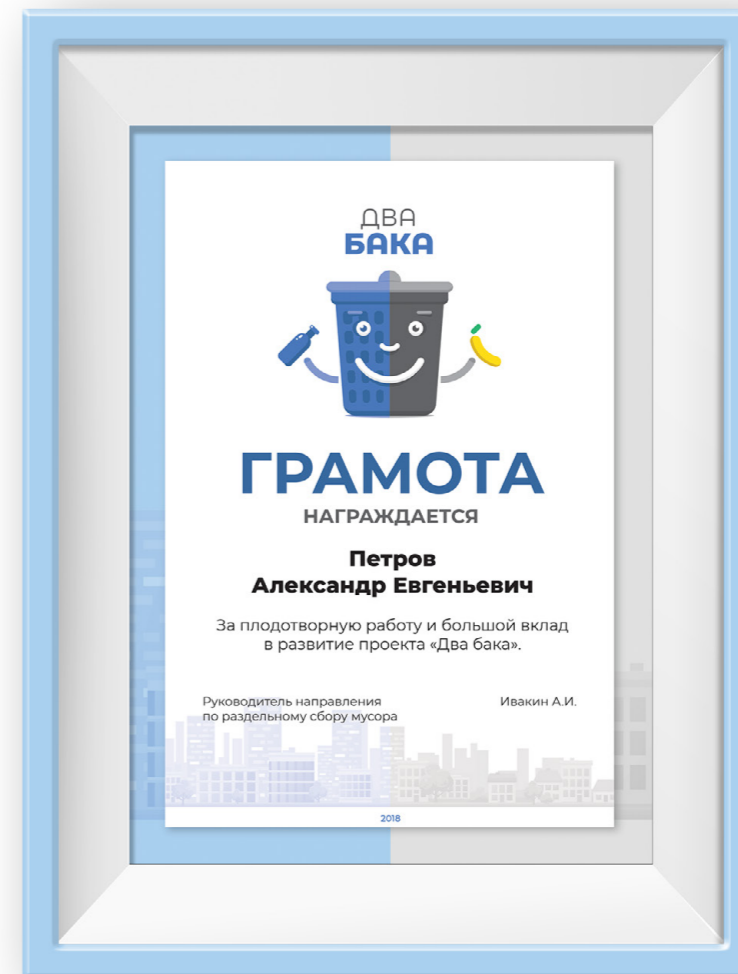 ДВА
БАКА
ГРАМОТА
НАГРАЖДАЕТСЯ
Петров
Александр Евгеньевич
За плодотворную работу и большой вклад
в развитие проекта «Два бака».
Руководитель направления
по раздельному сбору мусора
Ивакин А.И.
2018